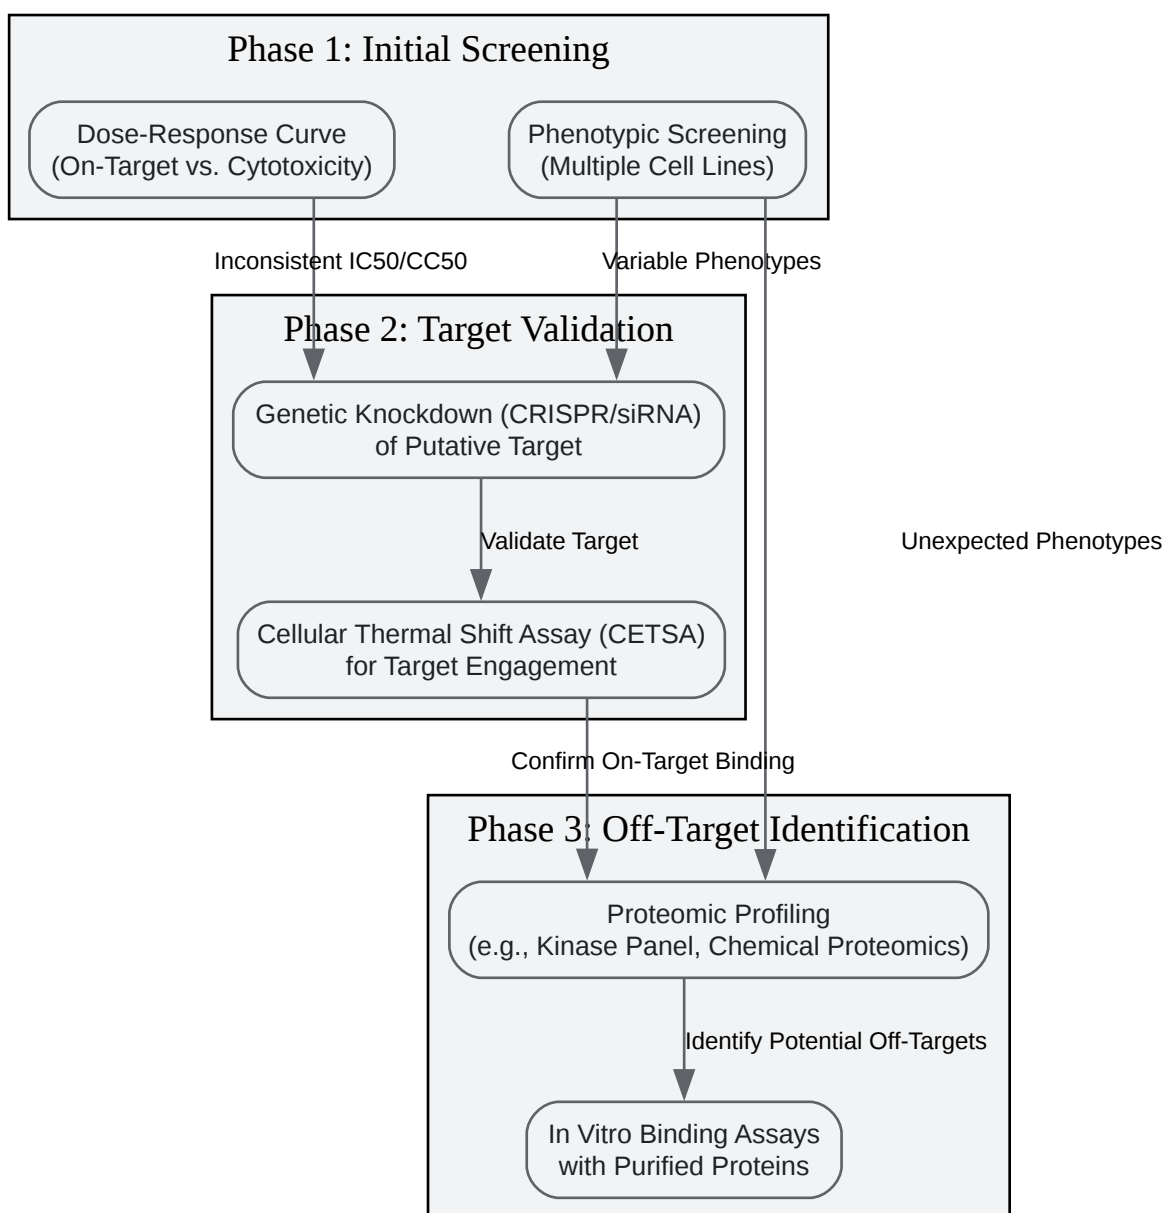 Phase 1: Initial Screening
Dose-Response Curve
(On-Target vs. Cytotoxicity)
Phenotypic Screening
(Multiple Cell Lines)
Inconsistent IC50/CC50
Variable Phenotypes
Phase 2: Target Validation
Genetic Knockdown (CRISPR/siRNA)
of Putative Target
Validate Target
Unexpected Phenotypes
Cellular Thermal Shift Assay (CETSA)
for Target Engagement
Confirm On-Target Binding
Phase 3: Off-Target Identification
Proteomic Profiling
(e.g., Kinase Panel, Chemical Proteomics)
Identify Potential Off-Targets
In Vitro Binding Assays
with Purified Proteins